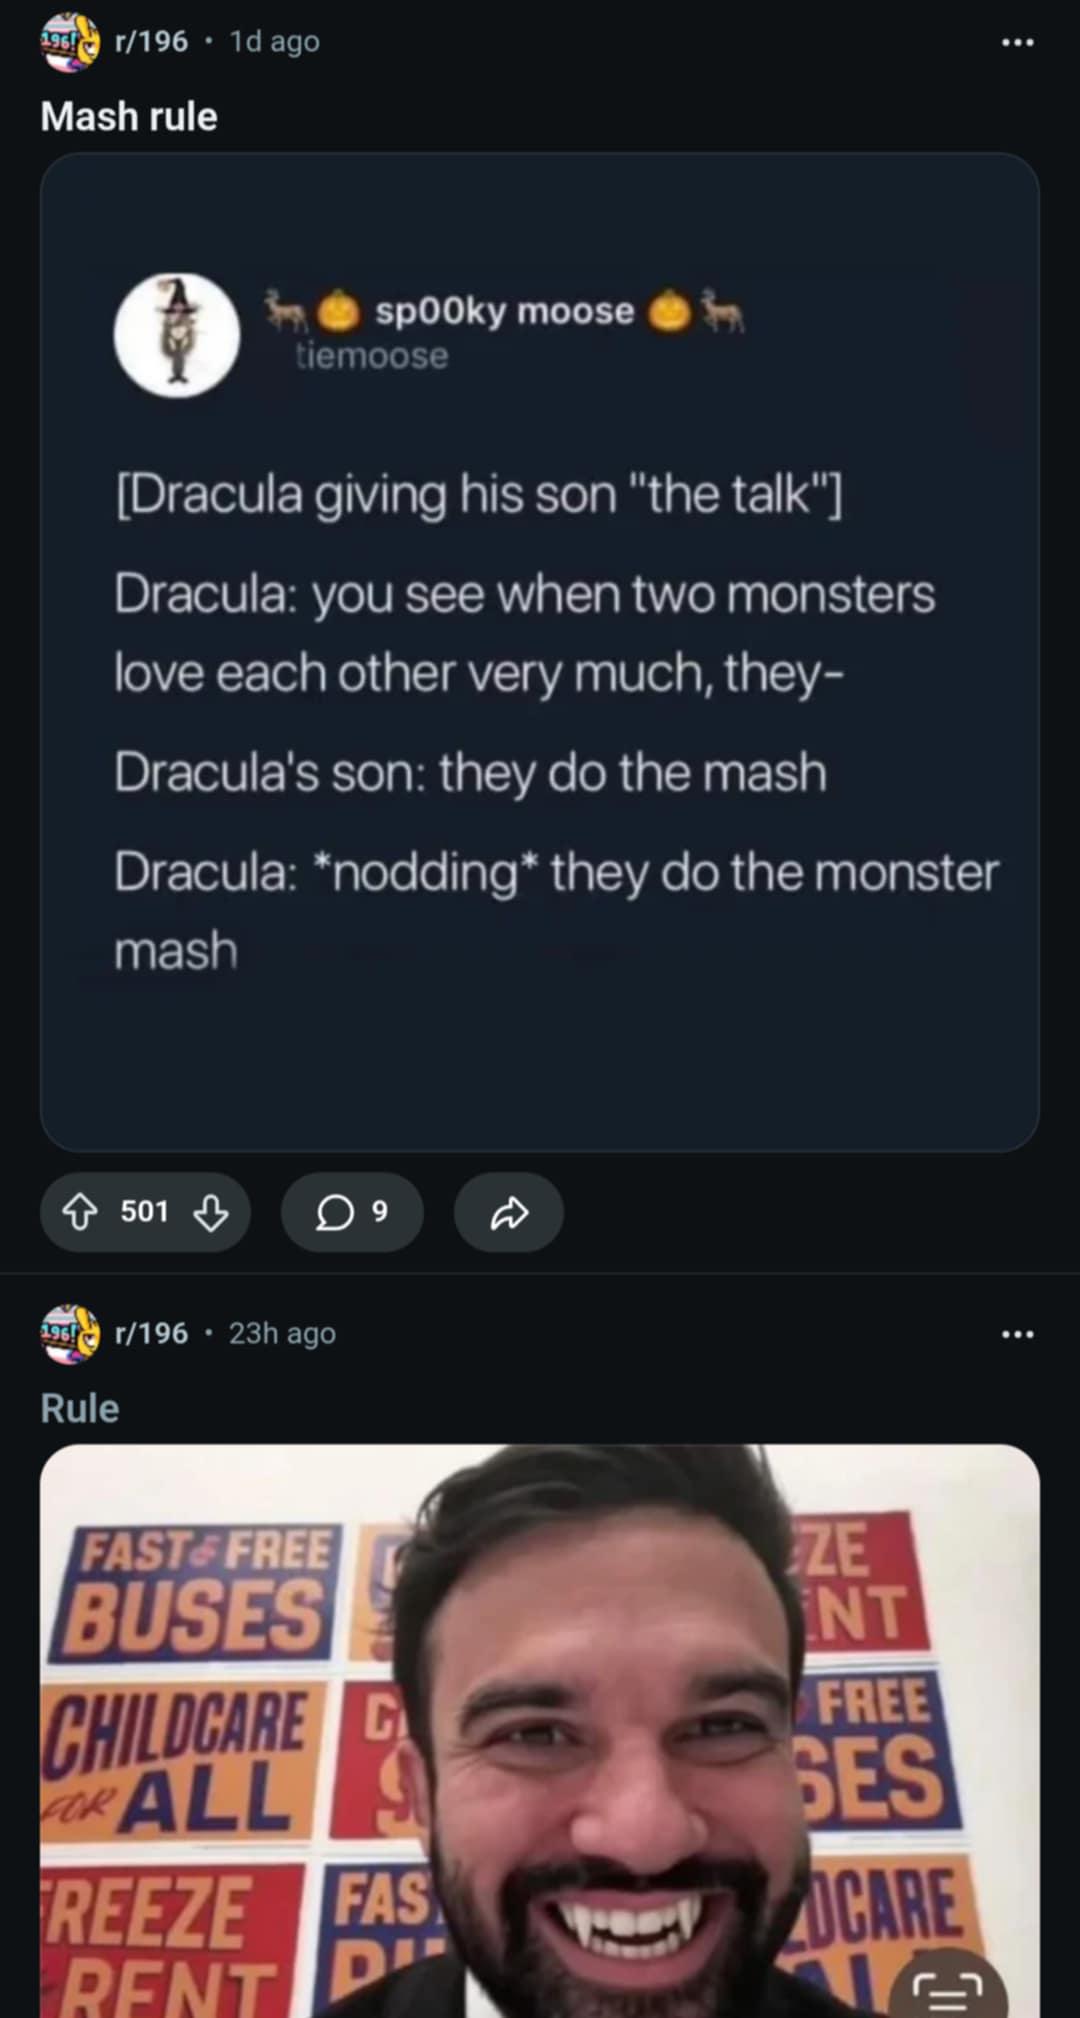 r/196 • 1d ago
Mash rule
sp00ky moose
tiemoose
[Dracula giving his son "the talk"]
Dracula: you see when two monsters
love each other very much, they-
Dracula's son: they do the mash
Dracula: *nodding* they do the monster
mash
501
9
r/196 • 23h ago
Rule
FAST & FREE
BUSES
ZE
NT
CHILDCARE
FOR ALL
FREE
SES
REEZE
RENT
FAS
DCARE